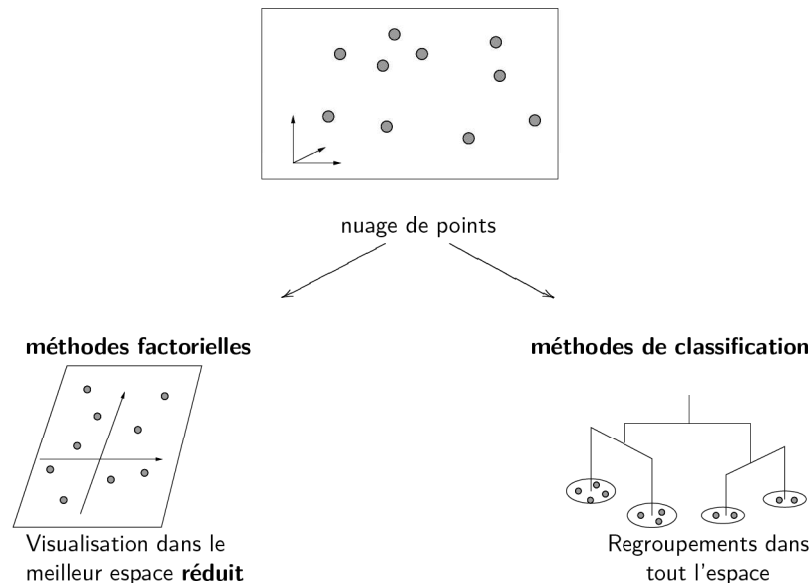 nuage de points
méthodes factorielles
méthodes de classification
Visualisation dans le
meilleur espace réduit
Regroupements dans
tout l'espace